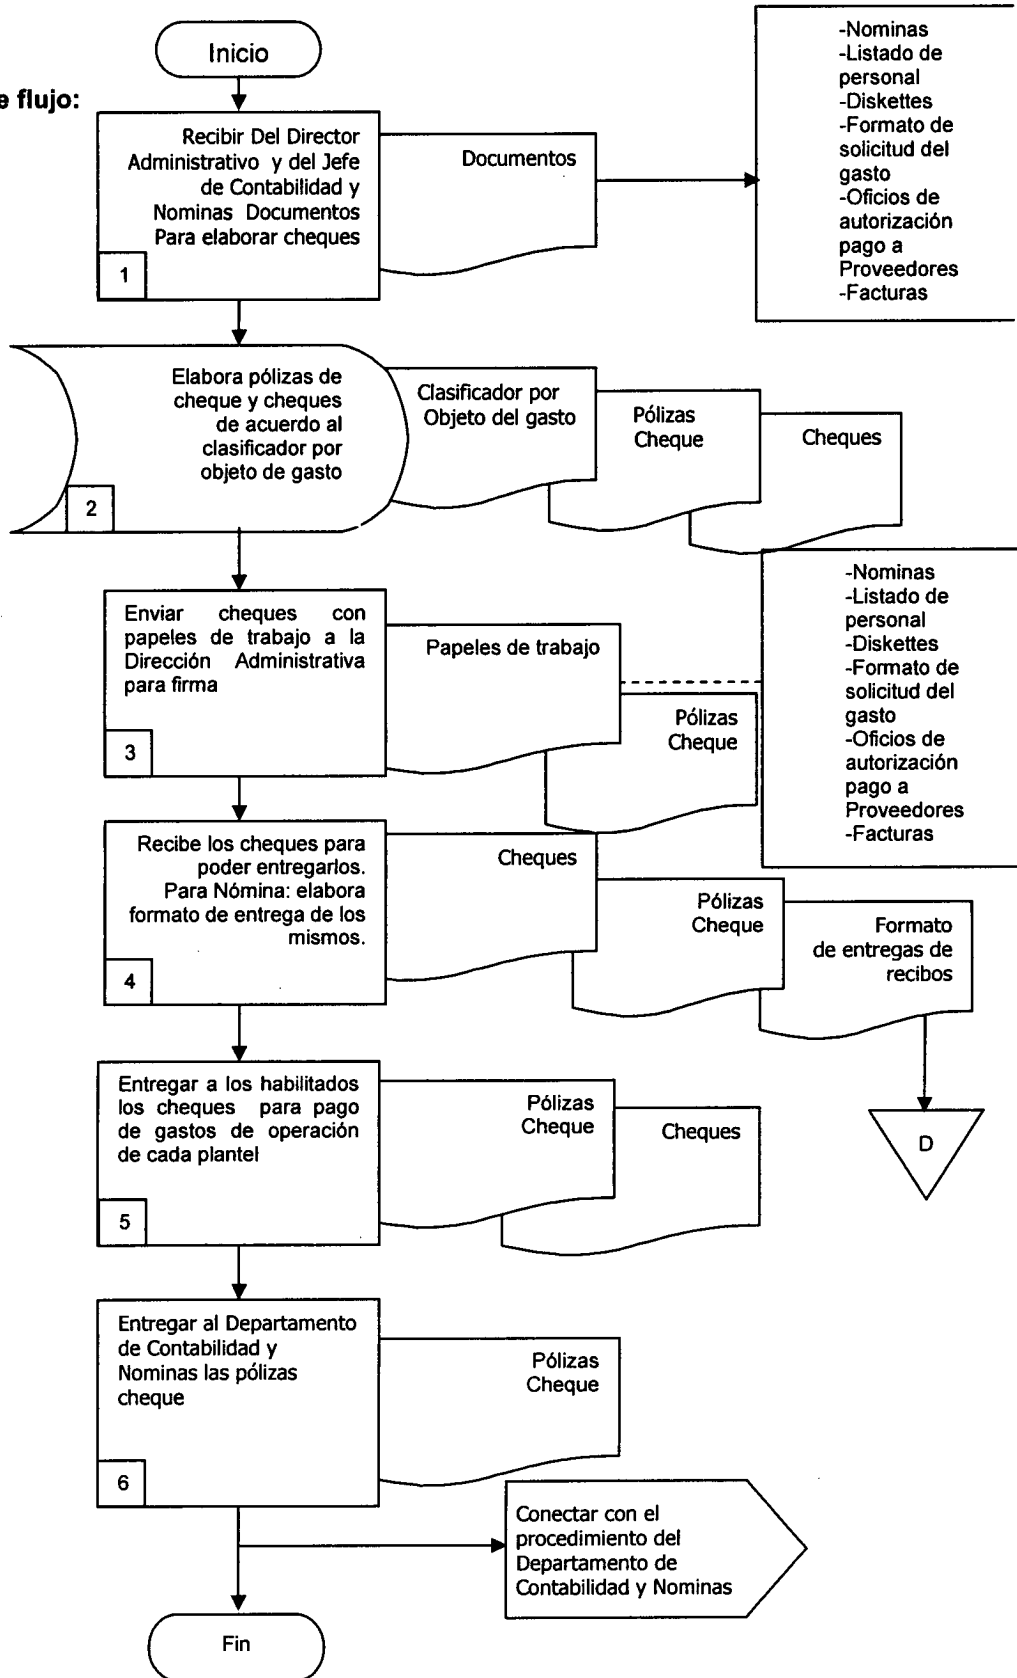 Inicio
e flujo:
Recibir Del Director
Administrativo y del Jefe
de Contabilidad y
Nominas Documentos
Para elaborar cheques
1
Documentos
-Nominas
-Listado de
personal
-Diskettes
-Formato de
solicitud del
gasto
-Oficios de
autorización
pago a
Proveedores
-Facturas
Elabora pólizas de
cheque y cheques
de acuerdo al
clasificador por
objeto de gasto
2
Clasificador por
Objeto del gasto
Pólizas
Cheque
Cheques
Enviar cheques con
papeles de trabajo a la
Dirección Administrativa
para firma
3
Papeles de trabajo
Pólizas
Cheque
-Nominas
-Listado de
personal
-Diskettes
-Formato de
solicitud del
gasto
-Oficios de
autorización
pago a
Proveedores
-Facturas
Recibe los cheques para
poder entregarlos.
Para Nómina: elabora
formato de entrega de los
mismos.
4
Cheques
Pólizas
Cheque
Formato
de entregas de
recibos
D
Entregar a los habilitados
los cheques para pago
de gastos de operación
de cada plantel
5
Pólizas
Cheque
Cheques
Entregar al Departamento
de Contabilidad y
Nominas las pólizas
cheque
6
Pólizas
Cheque
Conectar con el
procedimiento del
Departamento de
Contabilidad y Nominas
Fin